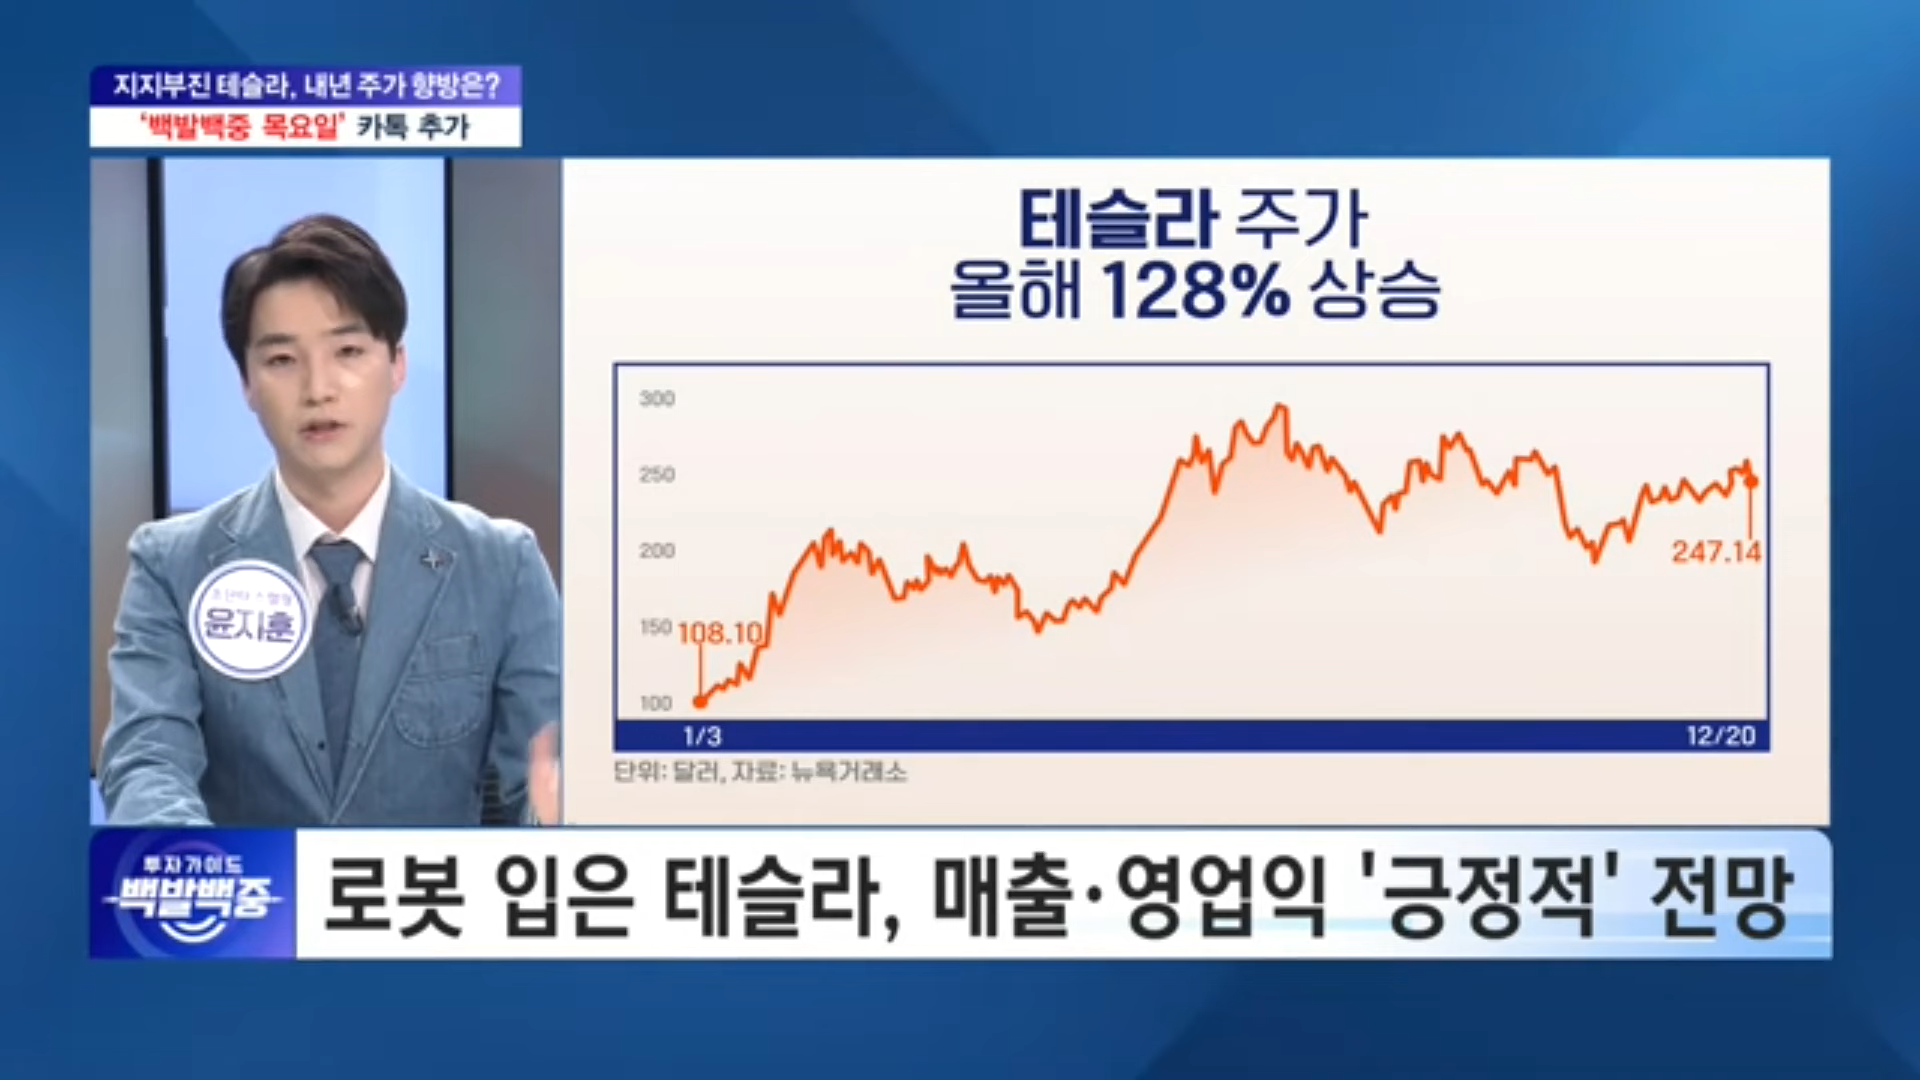 지지부진 테슬라, 내년 주가 향방은?
'백발백중 목요일' 카톡 추가
테슬라 주가
올해 128% 상승
300
250
200
150
100
108.10
247.14
1/3
12/20
단위: 달러, 자료: 뉴욕거래소
윤지훈
투자가이드
백발백중
로봇 입은 테슬라, 매출·영업익 '긍정적' 전망